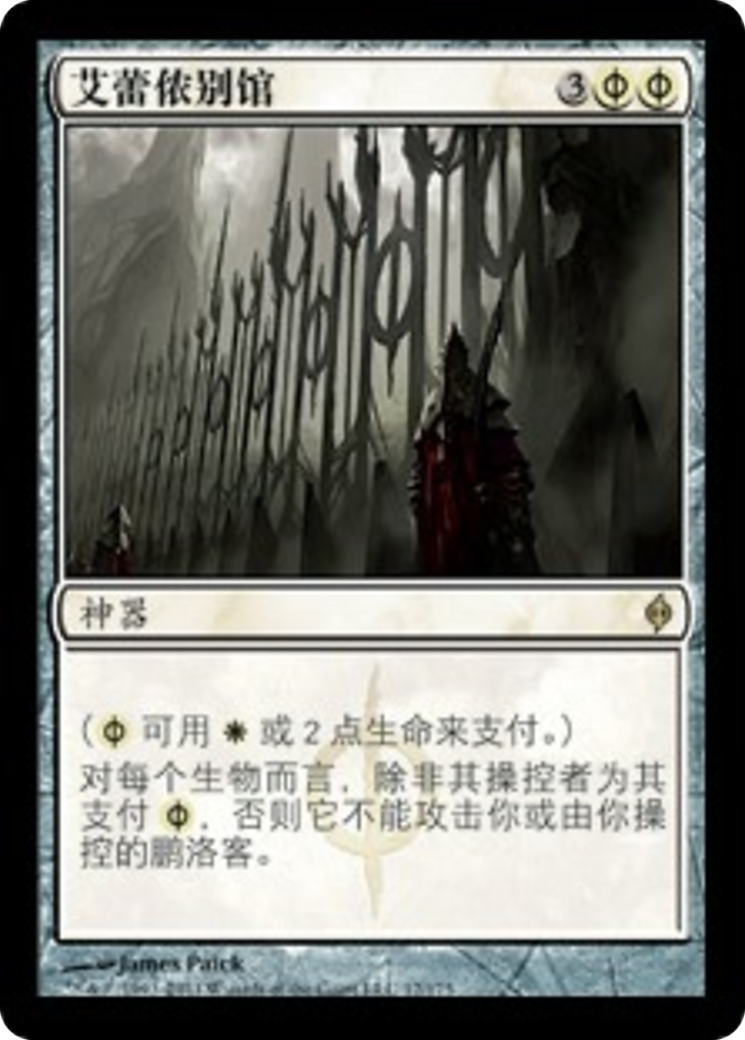 艾蕾侬别馆
3
神器
（ 可用 或 2 点生命来支付。）
对每个生物而言，除非其操控者为其
支付 ，否则它不能攻击你或由你操
控的鹏洛客。
James Paick